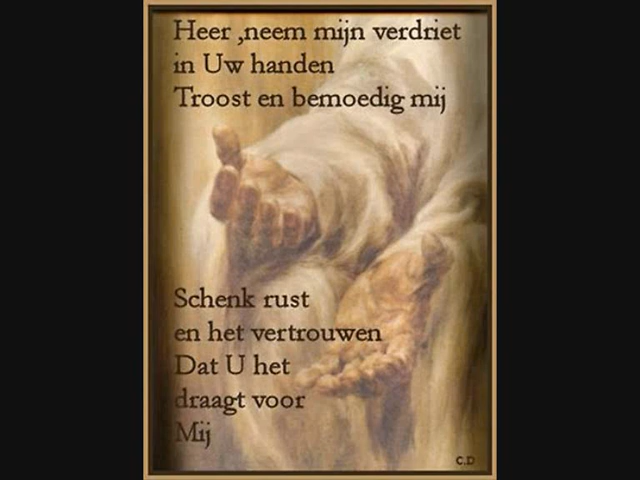 Heer ,neem mijn verdriet
in Uw handen
Troost en bemoedig mij
Schenk rust
en het vertrouwen
Dat U het
draagt voor
Mij
C.D